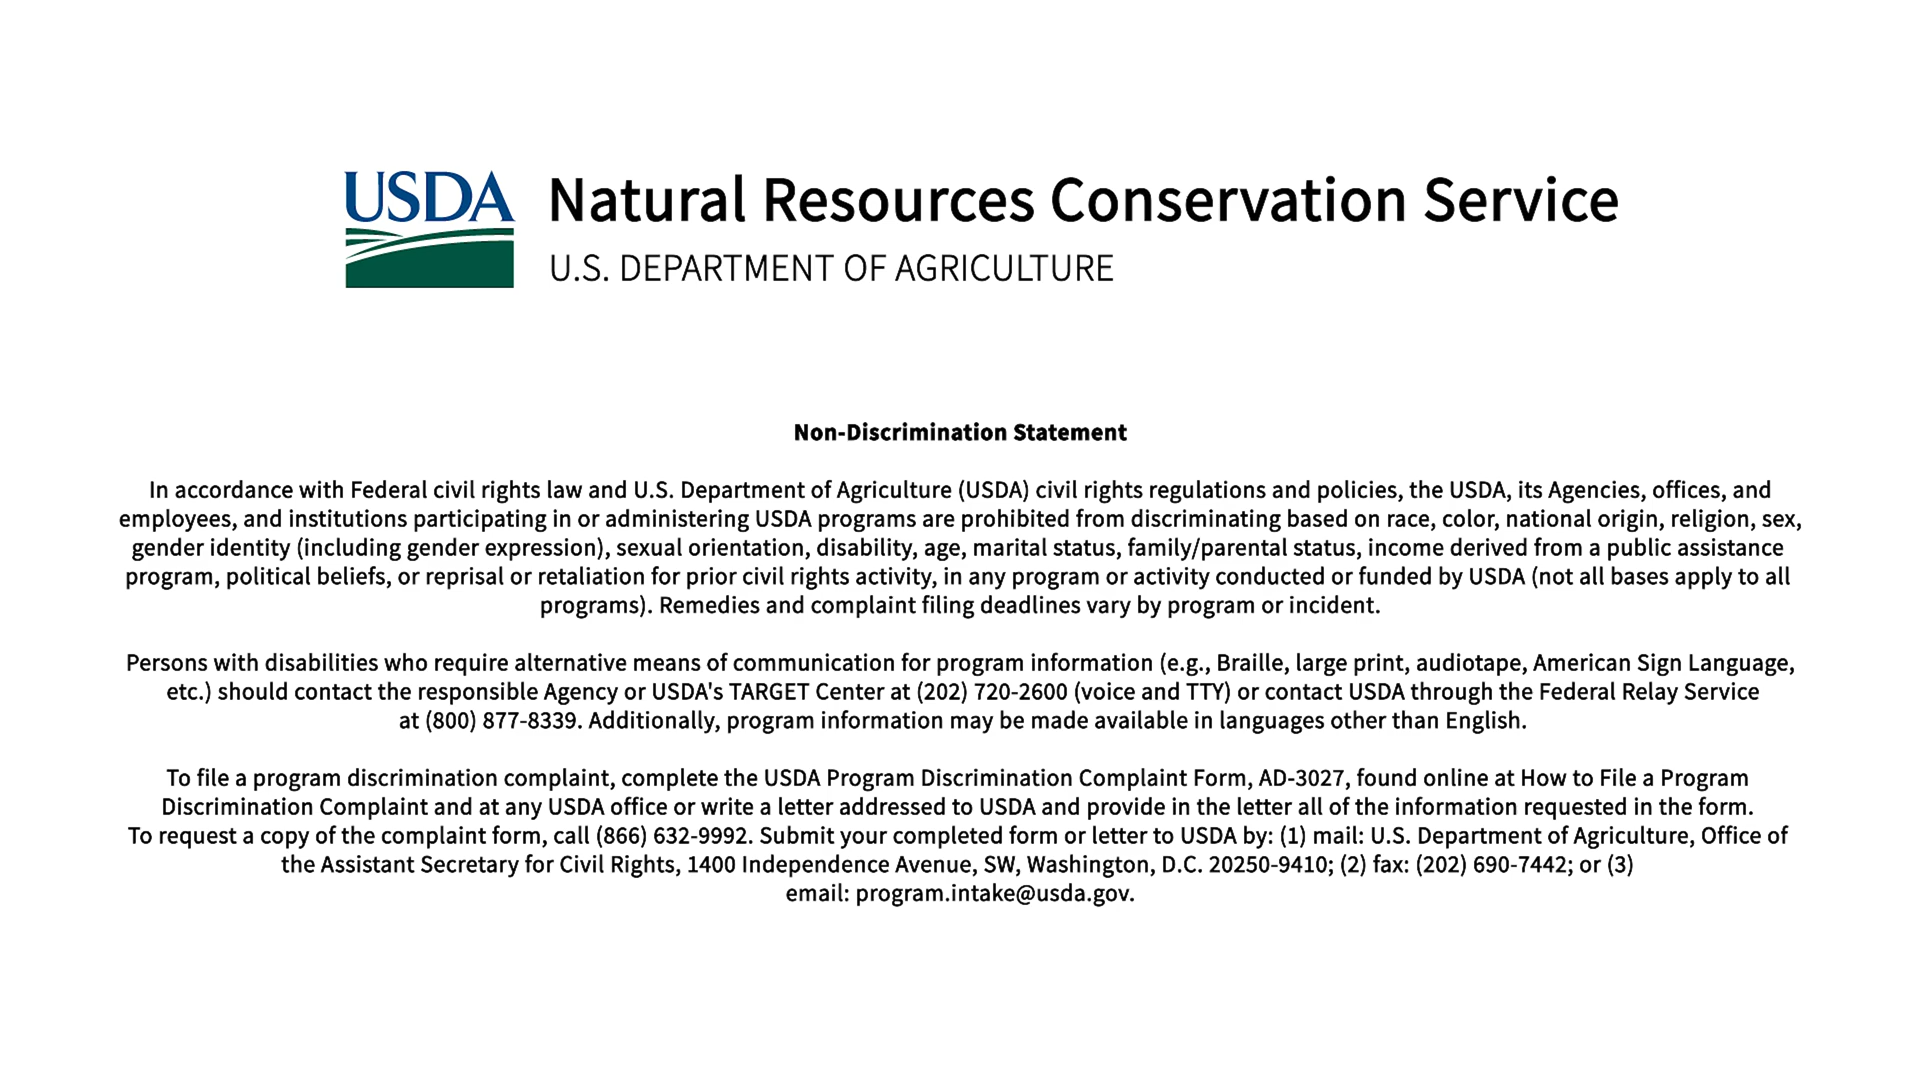 USDA
Natural Resources Conservation Service
U.S. DEPARTMENT OF AGRICULTURE
Non-Discrimination Statement
In accordance with Federal civil rights law and U.S. Department of Agriculture (USDA) civil rights regulations and policies, the USDA, its Agencies, offices, and
employees, and institutions participating in or administering USDA programs are prohibited from discriminating based on race, color, national origin, religion, sex,
gender identity (including gender expression), sexual orientation, disability, age, marital status, family/parental status, income derived from a public assistance
program, political beliefs, or reprisal or retaliation for prior civil rights activity, in any program or activity conducted or funded by USDA (not all bases apply to all
programs). Remedies and complaint filing deadlines vary by program or incident.
Persons with disabilities who require alternative means of communication for program information (e.g., Braille, large print, audiotape, American Sign Language,
etc.) should contact the responsible Agency or USDA's TARGET Center at (202) 720-2600 (voice and TTY) or contact USDA through the Federal Relay Service
at (800) 877-8339. Additionally, program information may be made available in languages other than English.
To file a program discrimination complaint, complete the USDA Program Discrimination Complaint Form, AD-3027, found online at How to File a Program
Discrimination Complaint and at any USDA office or write a letter addressed to USDA and provide in the letter all of the information requested in the form.
To request a copy of the complaint form, call (866) 632-9992. Submit your completed form or letter to USDA by: (1) mail: U.S. Department of Agriculture, Office of
the Assistant Secretary for Civil Rights, 1400 Independence Avenue, SW, Washington, D.C. 20250-9410; (2) fax: (202) 690-7442; or (3)
email: program.intake@usda.gov.